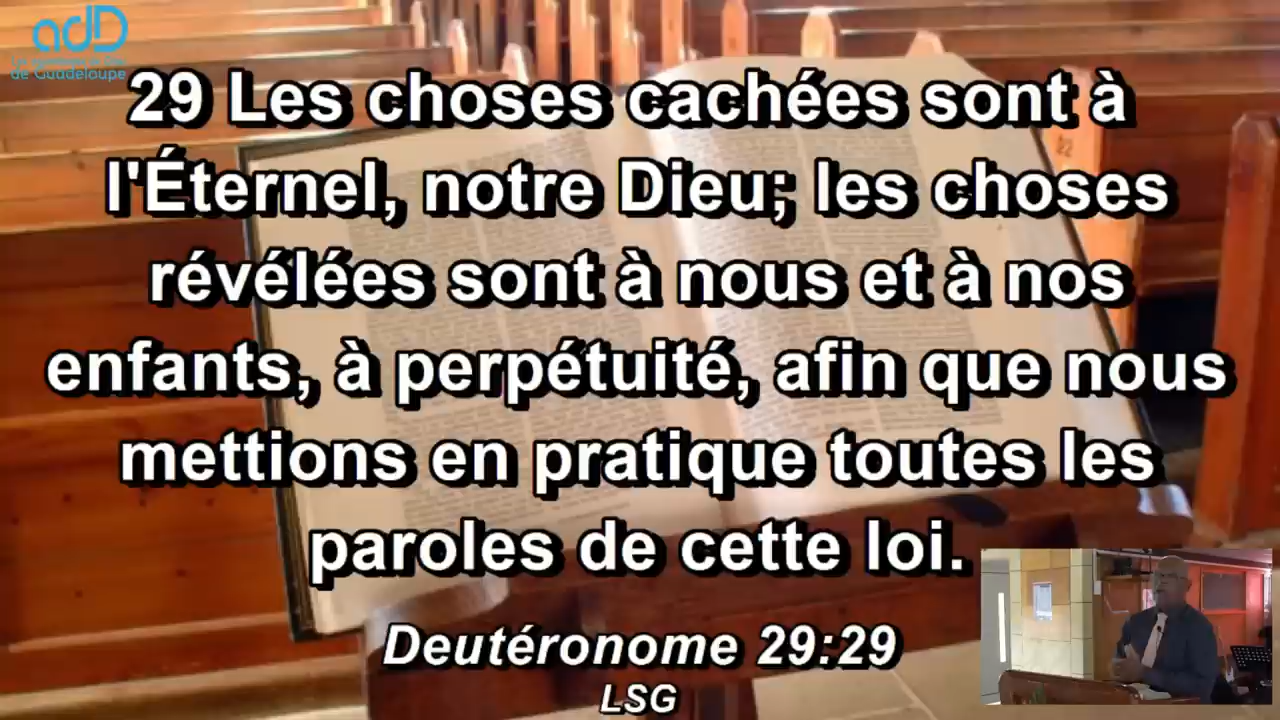 adD
de Guadeloupe
29 Les choses cachées sont à
l'Éternel, notre Dieu; les choses
révélées sont à nous et à nos
enfants, à perpétuité, afin que nous
mettions en pratique toutes les
paroles de cette loi.
Deutéronome 29:29
LSG